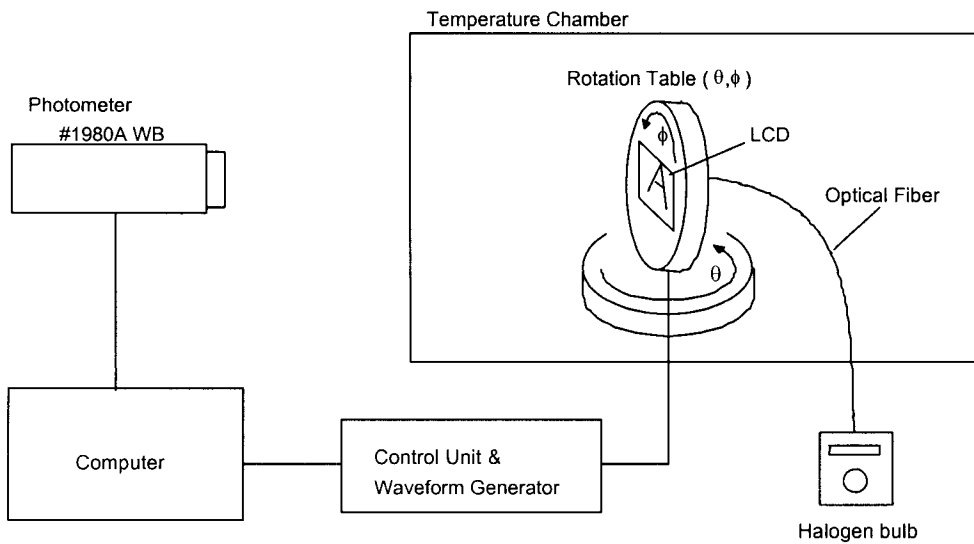 Temperature Chamber
Rotation Table ( θ,ϕ )
Photometer
#1980A WB
ϕ
LCD
A
Optical Fiber
θ
Computer
Control Unit &
Waveform Generator
Halogen bulb